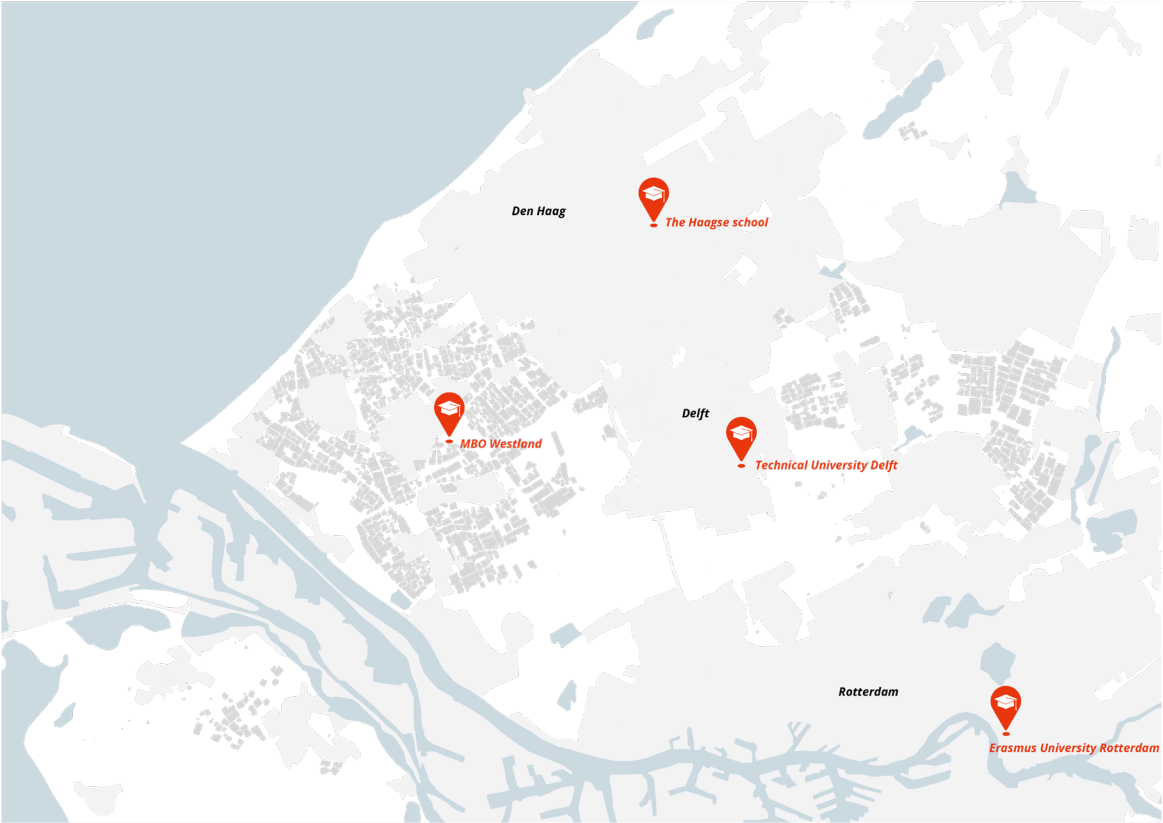 Den Haag
The Haagse school
Delft
MBO Westland
Technical University Delft
Rotterdam
Erasmus University Rotterdam